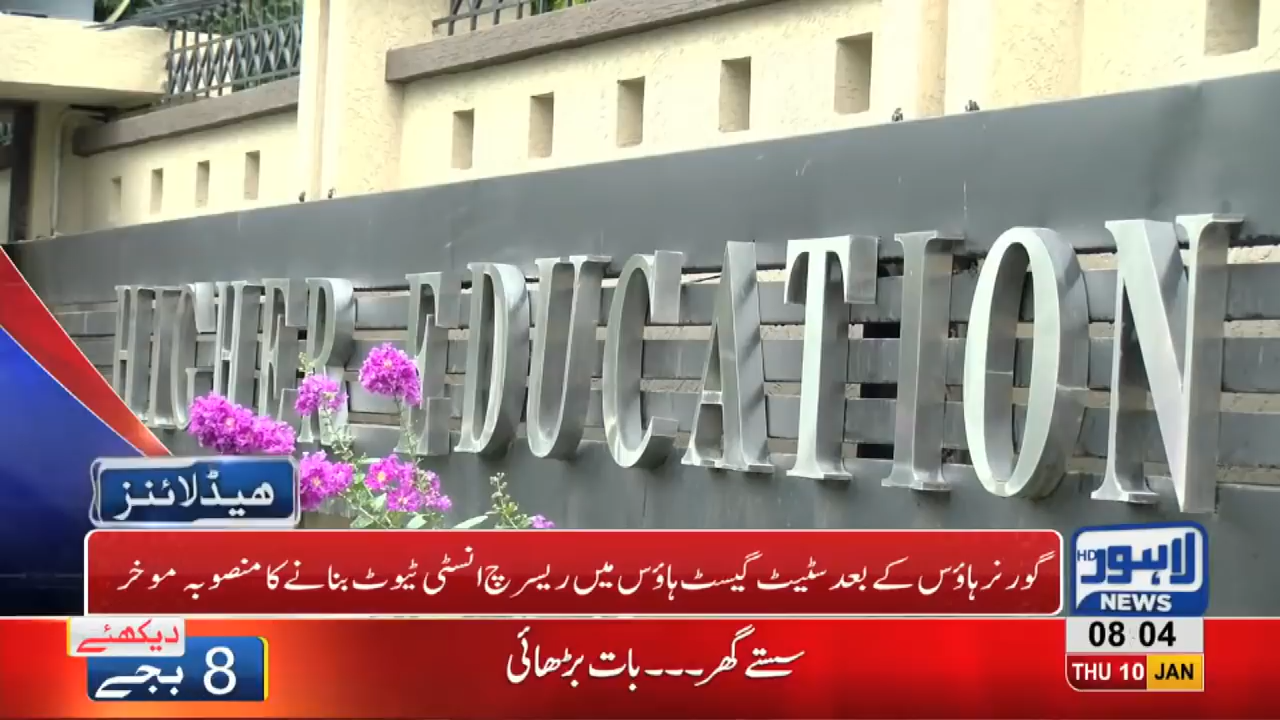 HIGHER EDUCATION
ھیڈلائنز
گورنر ہاؤس کے بعد سٹیٹ گیسٹ ہاؤس میں ریسرچ انسٹی ٹیوٹ بنانے کا منصوبہ موخر
HD لاہور
NEWS
08 04
THU 10 JAN
دیکھئے
8 بجے
سستے گھر۔۔۔بات بڑھائی